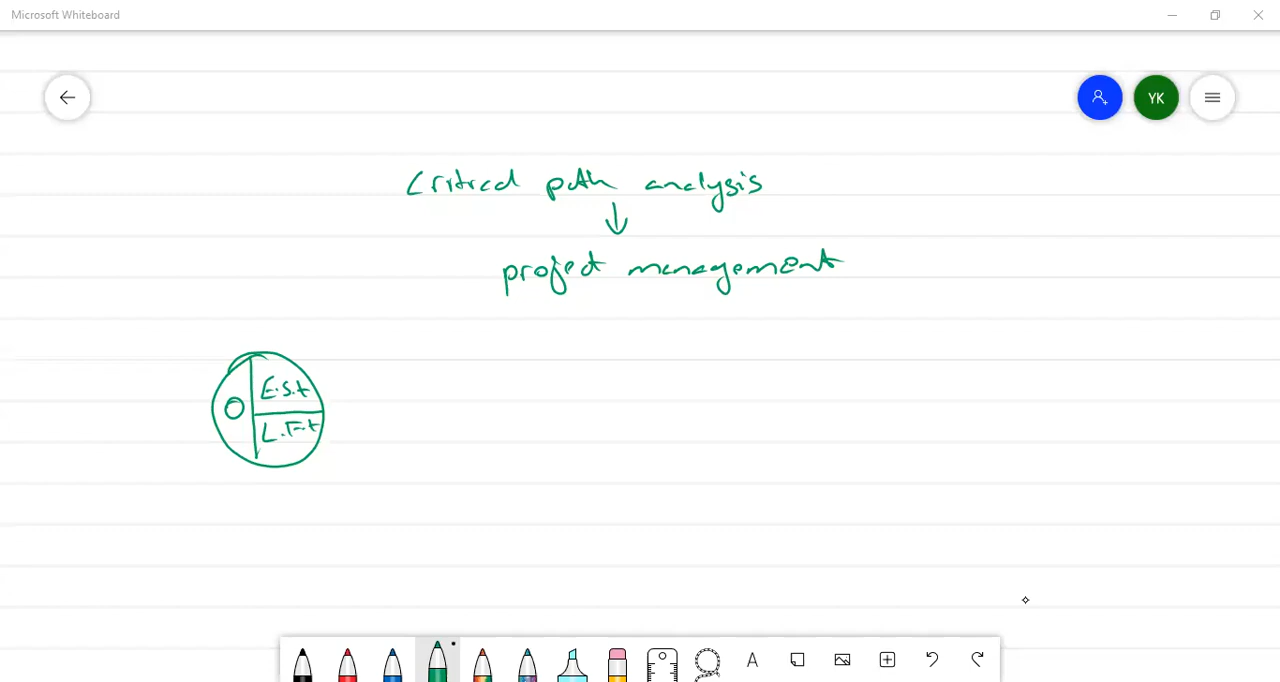 Microsoft Whiteboard
YK
Critical path analysis
project management
E.S.t
0
L.F.t
A